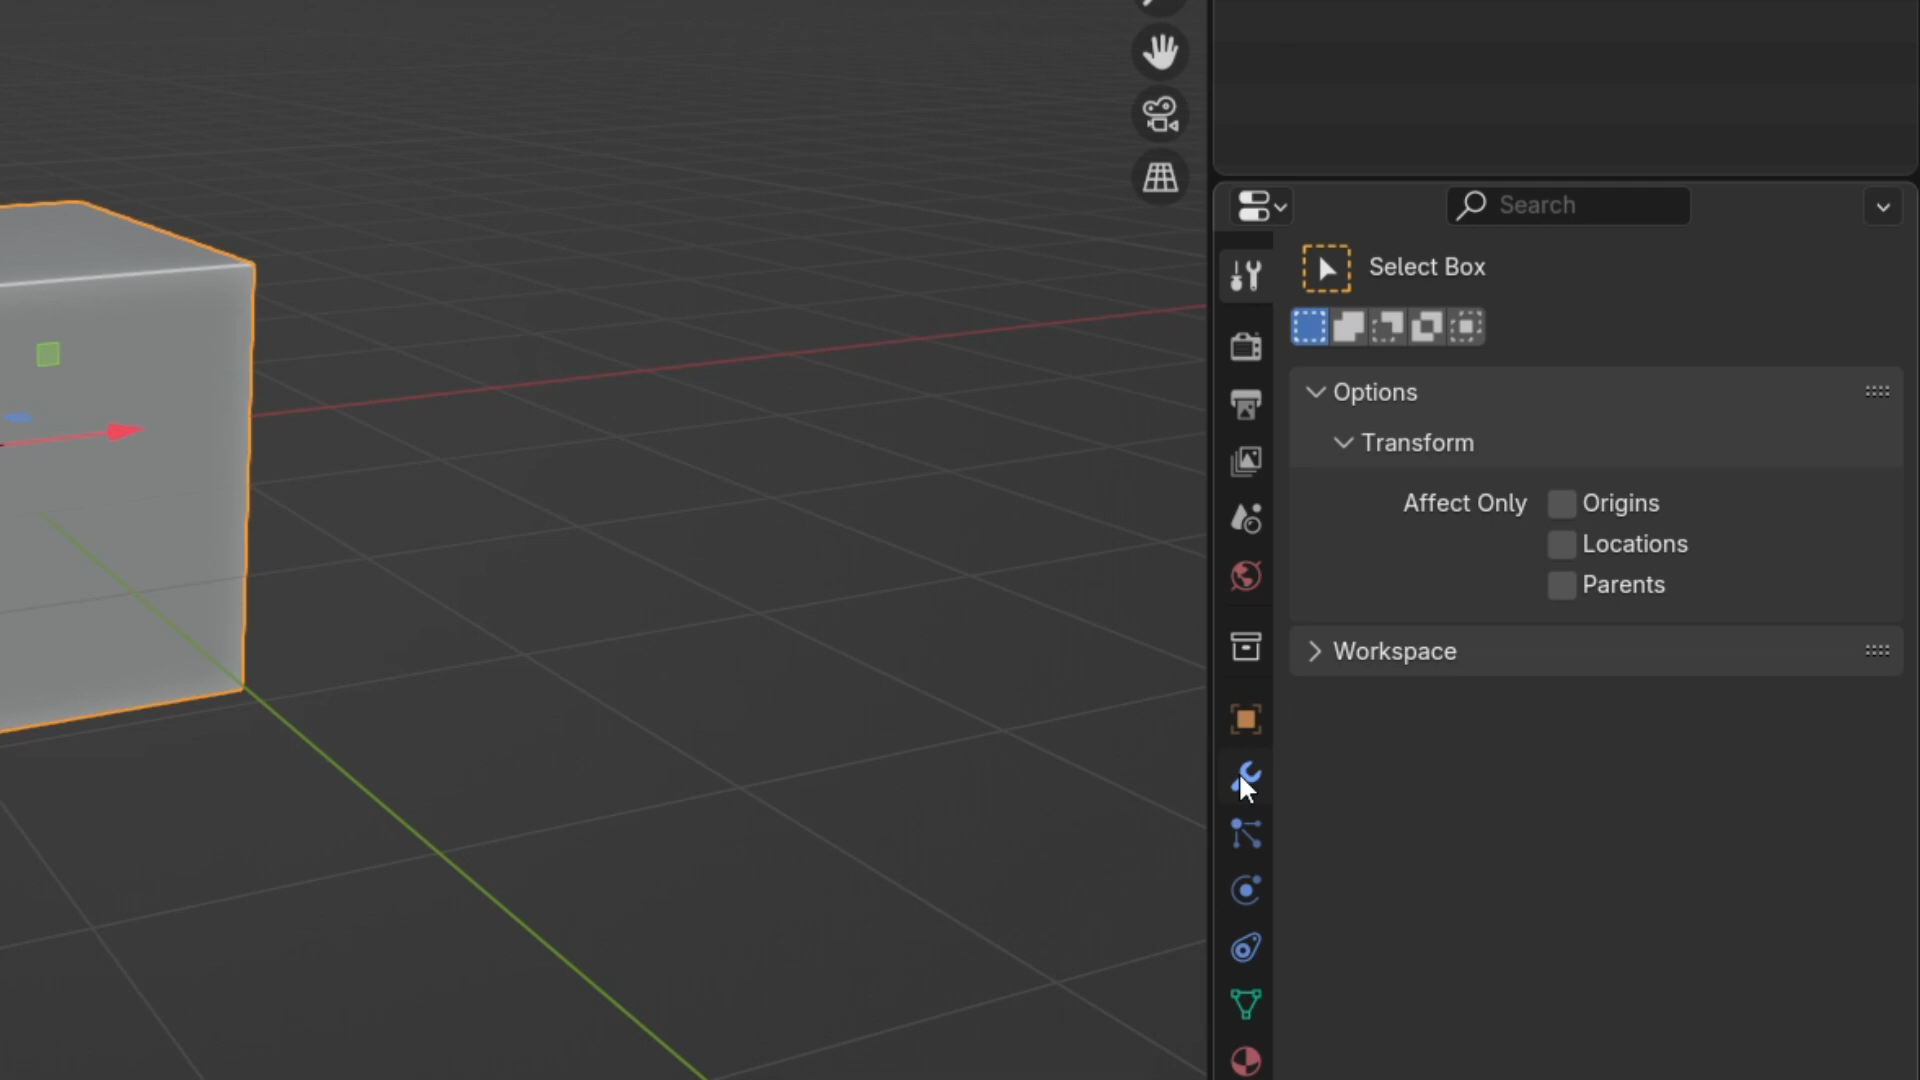 Search
Select Box
Options
Transform
Affect Only Origins
Locations
Parents
Workspace